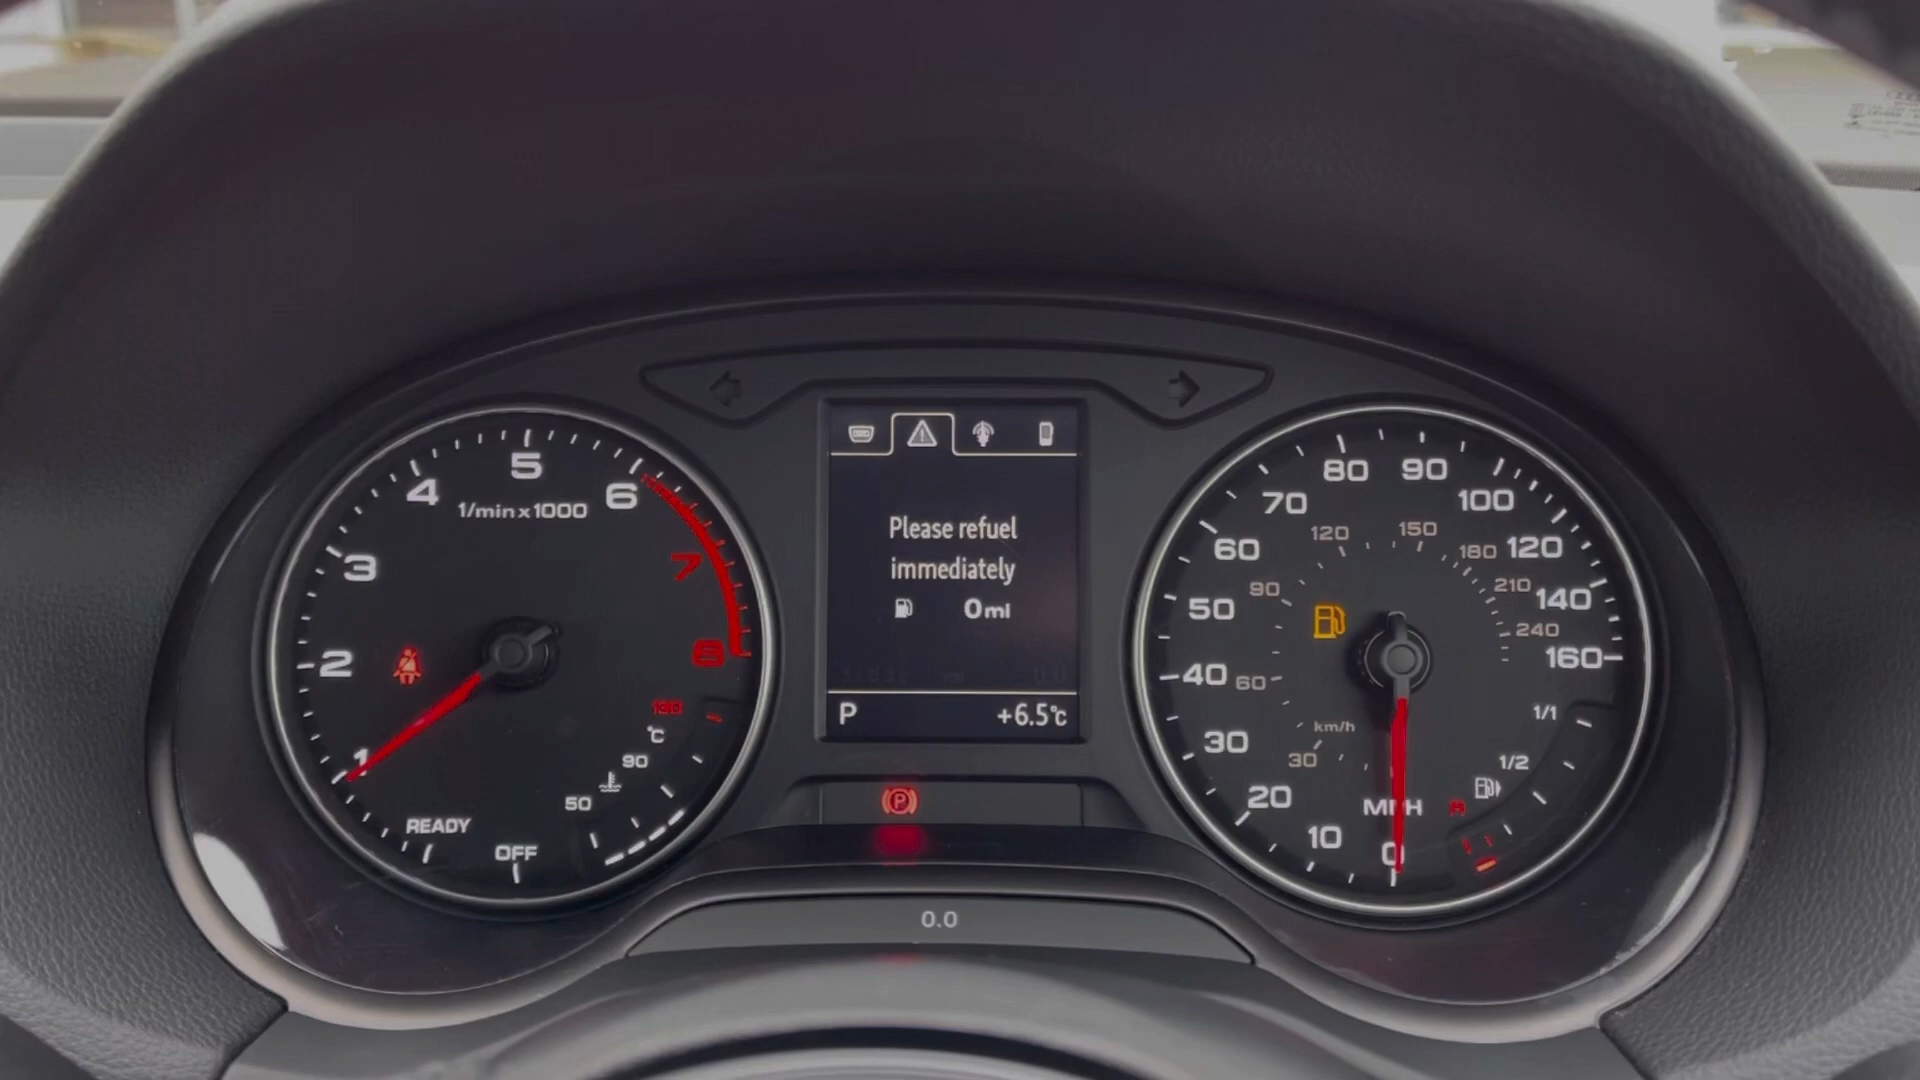 Please refuel
immediately
0 ml
P
+6.5°C
1
2
3
4
5
6
7
8
1/min x 1000
READY
OFF
50
90
130
°C
0
10
20
30
40
50
60
70
80
90
100
120
140
160
MPH
30
60
90
120
150
180
210
240
km/h
1/2
1/1
R
P
0.0